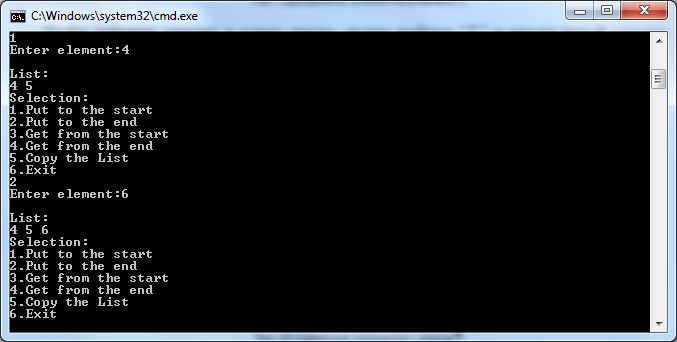 C:\Windows\system32\cmd.exe
1
Enter element:4
List:
4 5
Selection:
1.Put to the start
2.Put to the end
3.Get from the start
4.Get from the end
5.Copy the List
6.Exit
2
Enter element:6
List:
4 5 6
Selection:
1.Put to the start
2.Put to the end
3.Get from the start
4.Get from the end
5.Copy the List
6.Exit